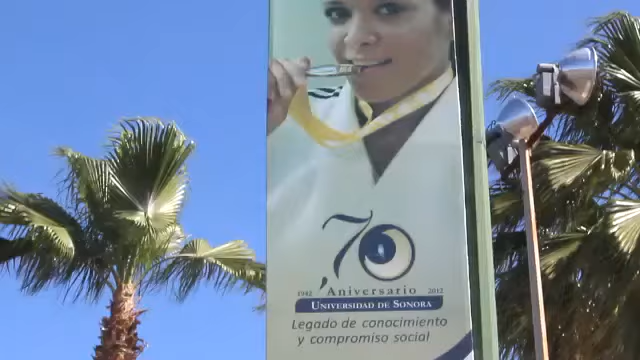 70
1942 Aniversario 2012
UNIVERSIDAD DE SONORA
Legado de conocimiento
y compromiso social